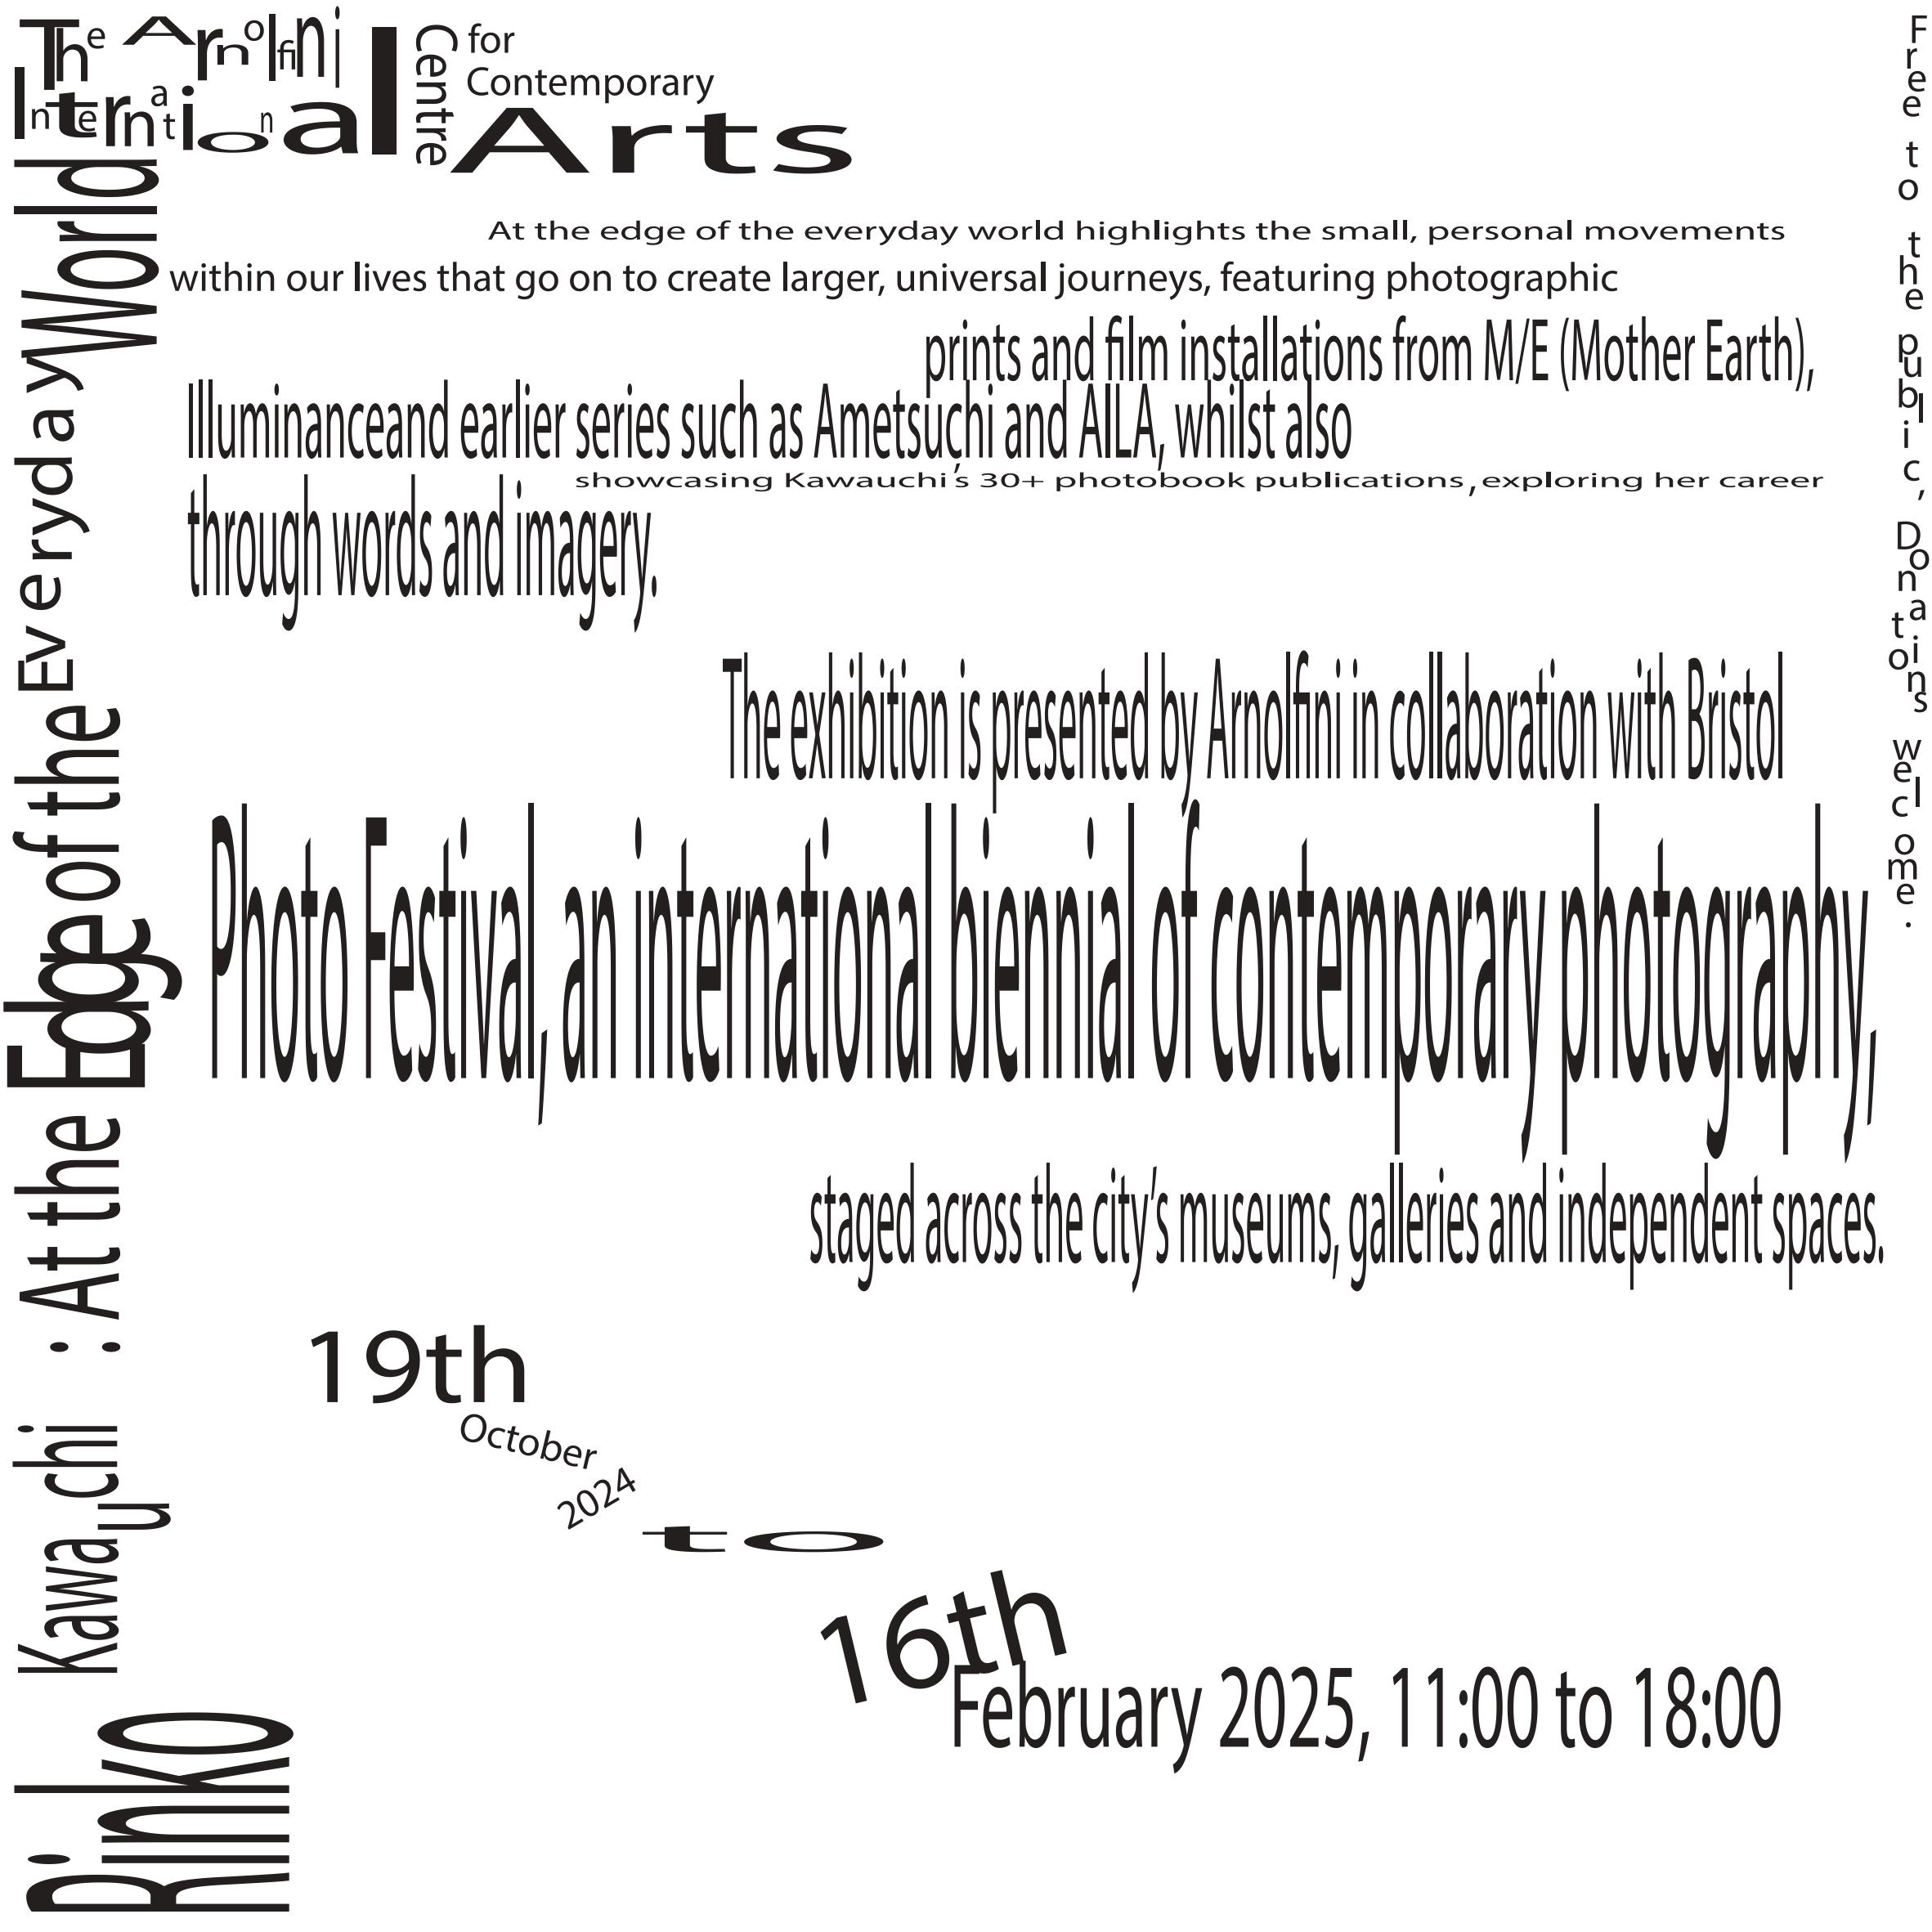 The Arnolfini
International
Centre
for
Contemporary
Arts
Rinko Kawauchi : At the Edge of the Everyday World
At the edge of the everyday world highlights the small, personal movements
within our lives that go on to create larger, universal journeys, featuring photographic
prints and film installations from M/E (Mother Earth),
Illuminanceand earlier series such as Ametsuchi and AILA, whilst also
showcasing Kawauchi's 30+ photobook publications, exploring her career
through words and imagery.
The exhibition is presented by Arnolfini in collaboration with Bristol
Photo Festival, an international biennial of contemporary photography,
staged across the city's museums, galleries and independent spaces.
19th
October
2024
to
16th
February 2025, 11:00 to 18:00
Free to the public, Donations welcome.